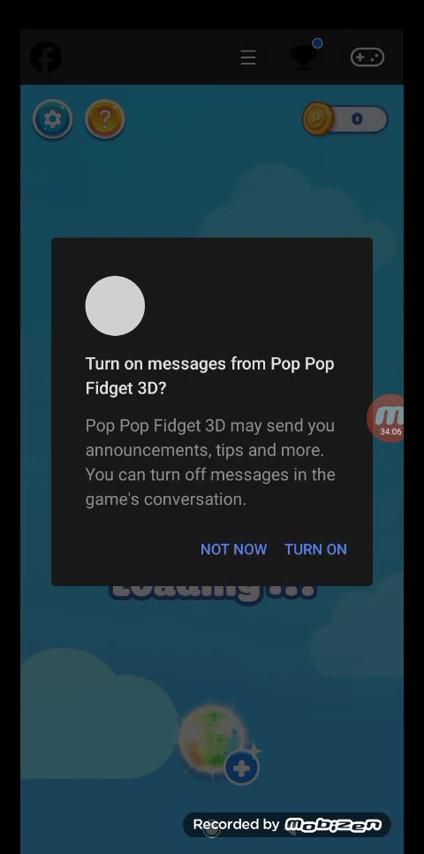 0
Turn on messages from Pop Pop
Fidget 3D?
Pop Pop Fidget 3D may send you
announcements, tips and more.
You can turn off messages in the
game's conversation.
34:06
NOT NOW TURN ON
Loading ...
Recorded by mobizen